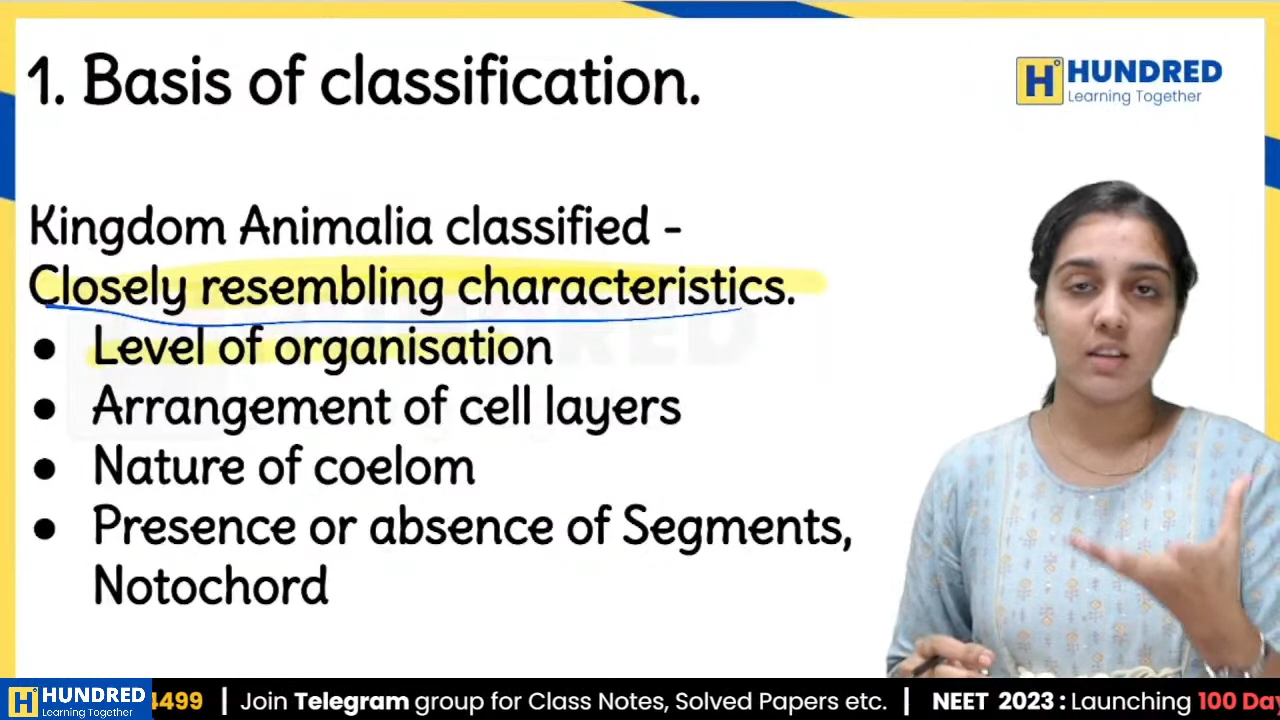 1. Basis of classification.
HUNDRED
Learning Together
Kingdom Animalia classified -
Closely resembling characteristics.
● Level of organisation
● Arrangement of cell layers
● Nature of coelom
● Presence or absence of Segments,
Notochord
HUNDRED
Learning Together
4499 | Join Telegram group for Class Notes, Solved Papers etc. | NEET 2023 : Launching 100 Day